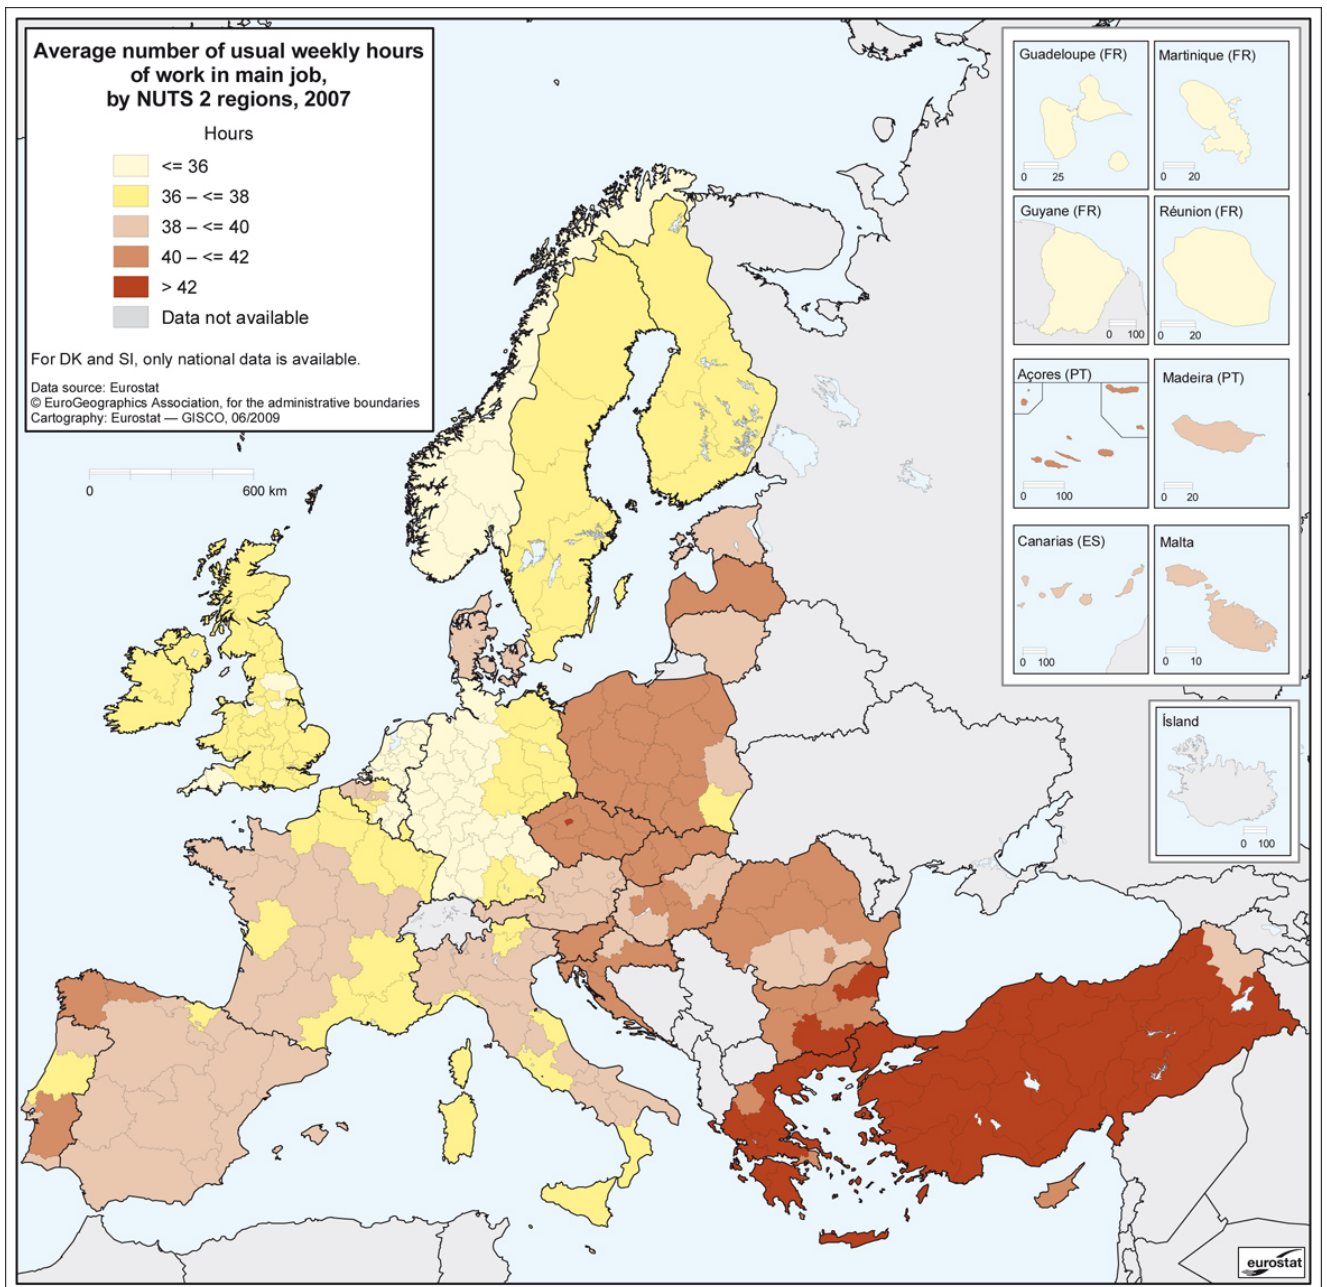 Average number of usual weekly hours
of work in main job,
by NUTS 2 regions, 2007
Hours
<= 36
36 – <= 38
38 – <= 40
40 – <= 42
> 42
Data not available
For DK and SI, only national data is available.
Data source: Eurostat
© EuroGeographics Association, for the administrative boundaries
Cartography: Eurostat — GISCO, 06/2009
0 600 km
Guadeloupe (FR)
0 25
Martinique (FR)
0 20
Guyane (FR)
0 100
Réunion (FR)
0 20
Açores (PT)
0 100
Madeira (PT)
0 20
Canarias (ES)
0 100
Malta
0 10
Ísland
0 100
eurostat